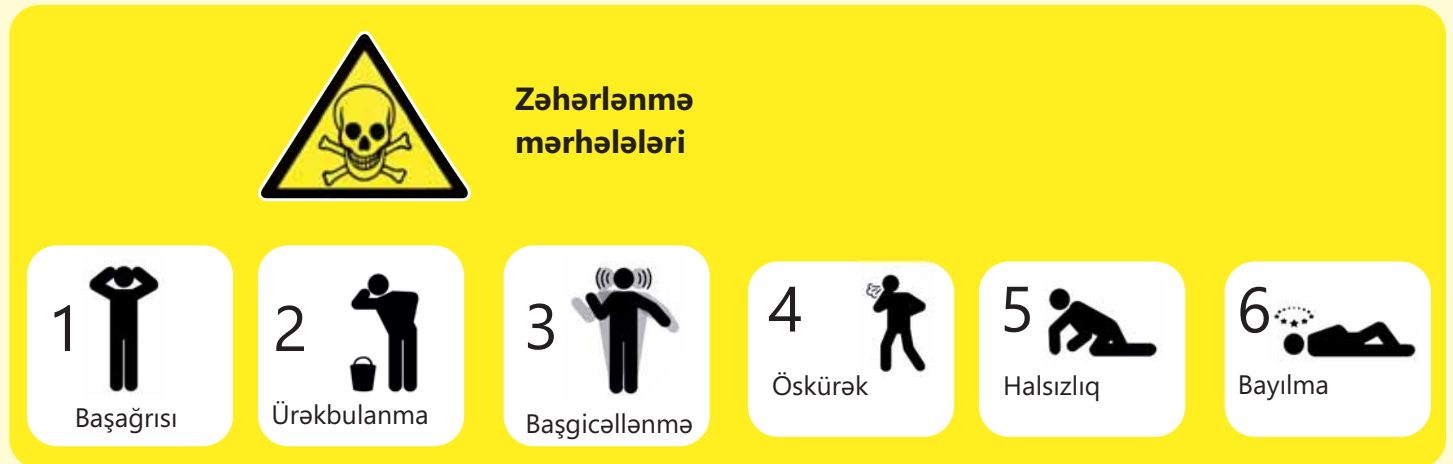 Zəhərlənmə
mərhələləri
1
Başağrısı
2
Ürəkbulanma
3
Başgicəllənmə
4
Öskürək
5
Halsızlıq
6
Bayılma